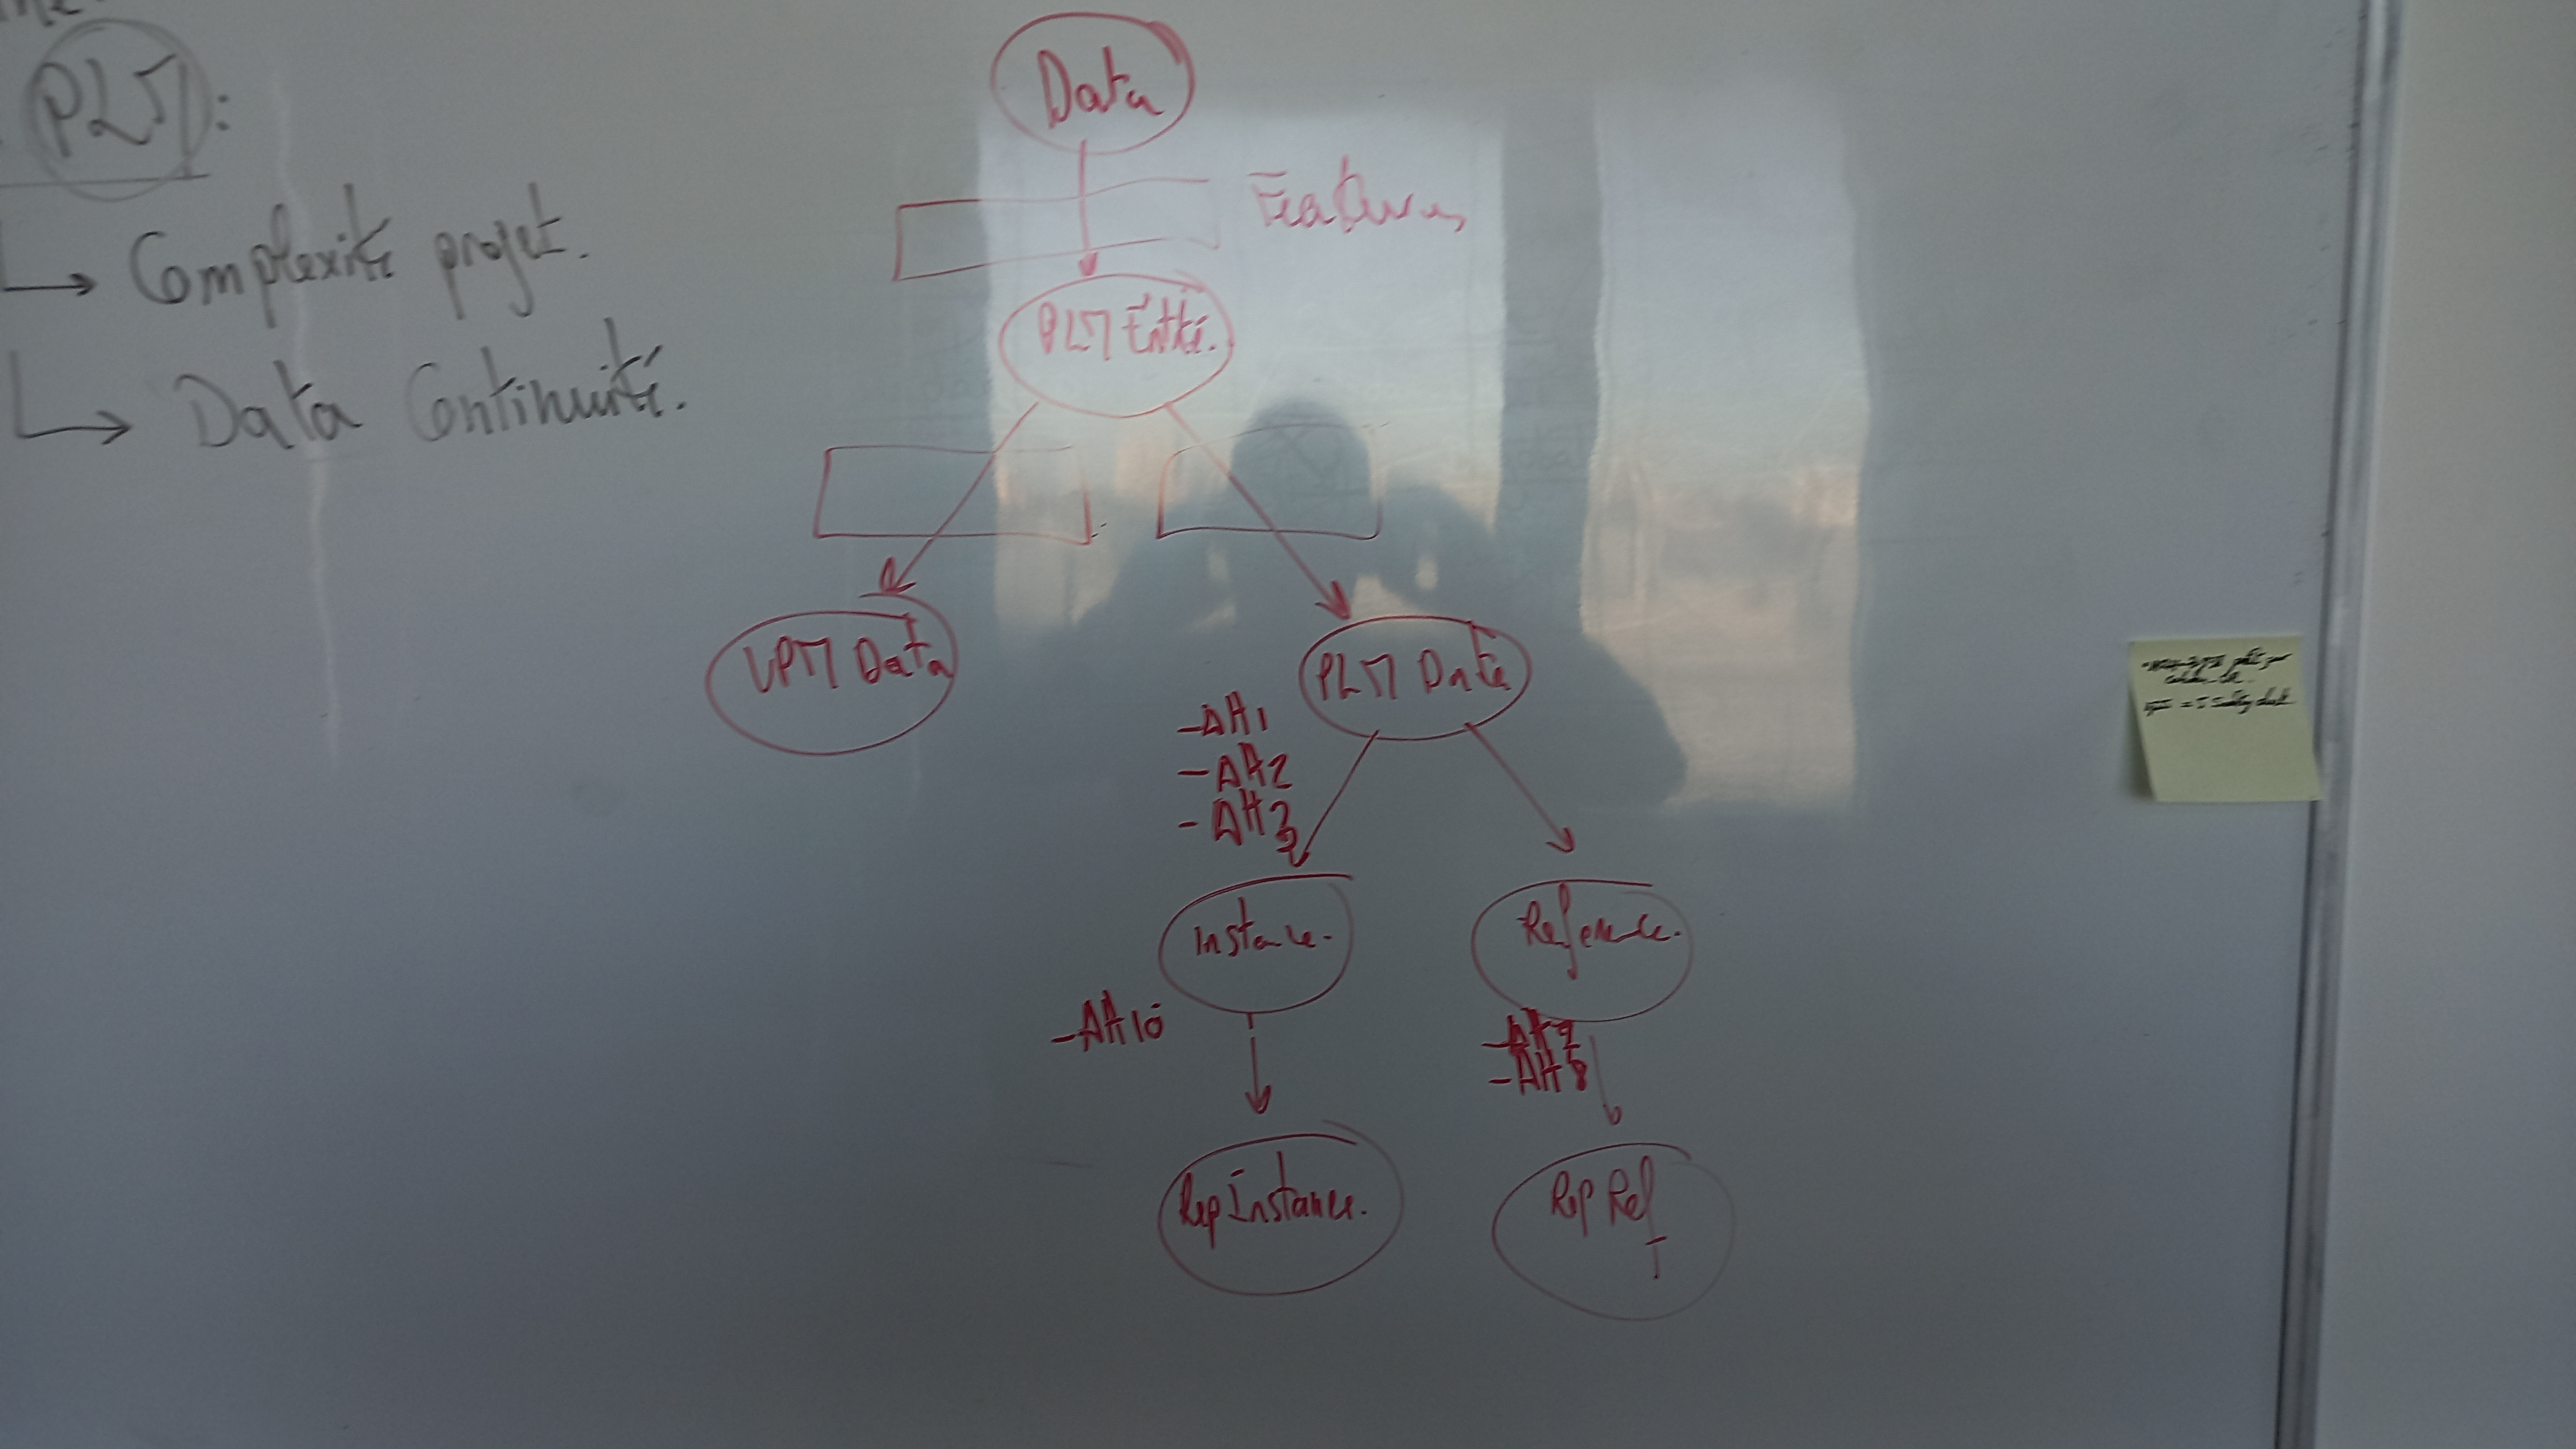 PLM:
↳ Complexité projet.
↳ Data Continuité.
Data
Features
PLM Entité.
VPM Data
PLM Data
- Att1
- Att2
- Att3
Instance.
Reference.
- Att10
- Att7
- Att8
Rep Instance.
Rep Ref